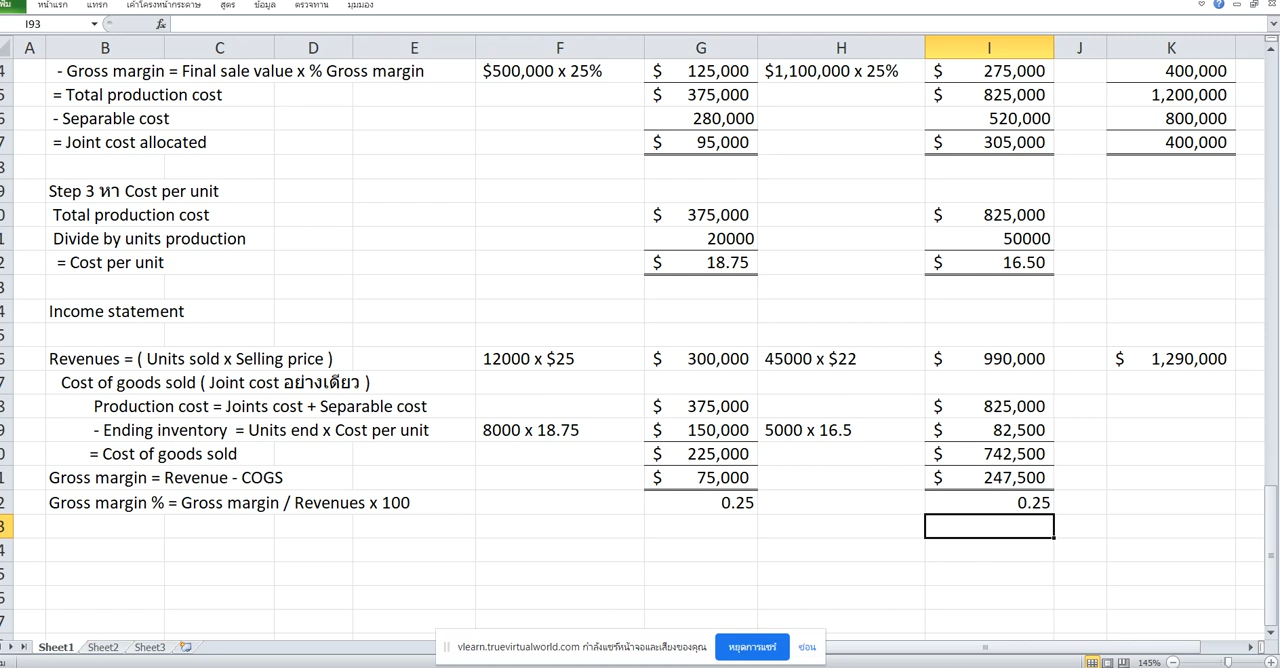 หน้าแรก แทรก เค้าโครงหน้ากระดาษ สูตร ข้อมูล ตรวจทาน มุมมอง
I93 fx
A B C D E F G H I J K
- Gross margin = Final sale value x % Gross margin $500,000 x 25% $ 125,000 $1,100,000 x 25% $ 275,000 400,000
= Total production cost $ 375,000 $ 825,000 1,200,000
- Separable cost 280,000 520,000 800,000
= Joint cost allocated $ 95,000 $ 305,000 400,000
Step 3 หา Cost per unit
Total production cost $ 375,000 $ 825,000
Divide by units production 20000 50000
= Cost per unit $ 18.75 $ 16.50
Income statement
Revenues = ( Units sold x Selling price ) 12000 x $25 $ 300,000 45000 x $22 $ 990,000 $ 1,290,000
Cost of goods sold ( Joint cost อย่างเดียว )
Production cost = Joints cost + Separable cost $ 375,000 $ 825,000
- Ending inventory = Units end x Cost per unit 8000 x 18.75 $ 150,000 5000 x 16.5 $ 82,500
= Cost of goods sold $ 225,000 $ 742,500
Gross margin = Revenue - COGS $ 75,000 $ 247,500
Gross margin % = Gross margin / Revenues x 100 0.25 0.25
Sheet1 Sheet2 Sheet3
vlearn.truevirtualworld.com กำลังแชร์หน้าจอและเสียงของคุณ หยุดการแชร์ ซ่อน
145%